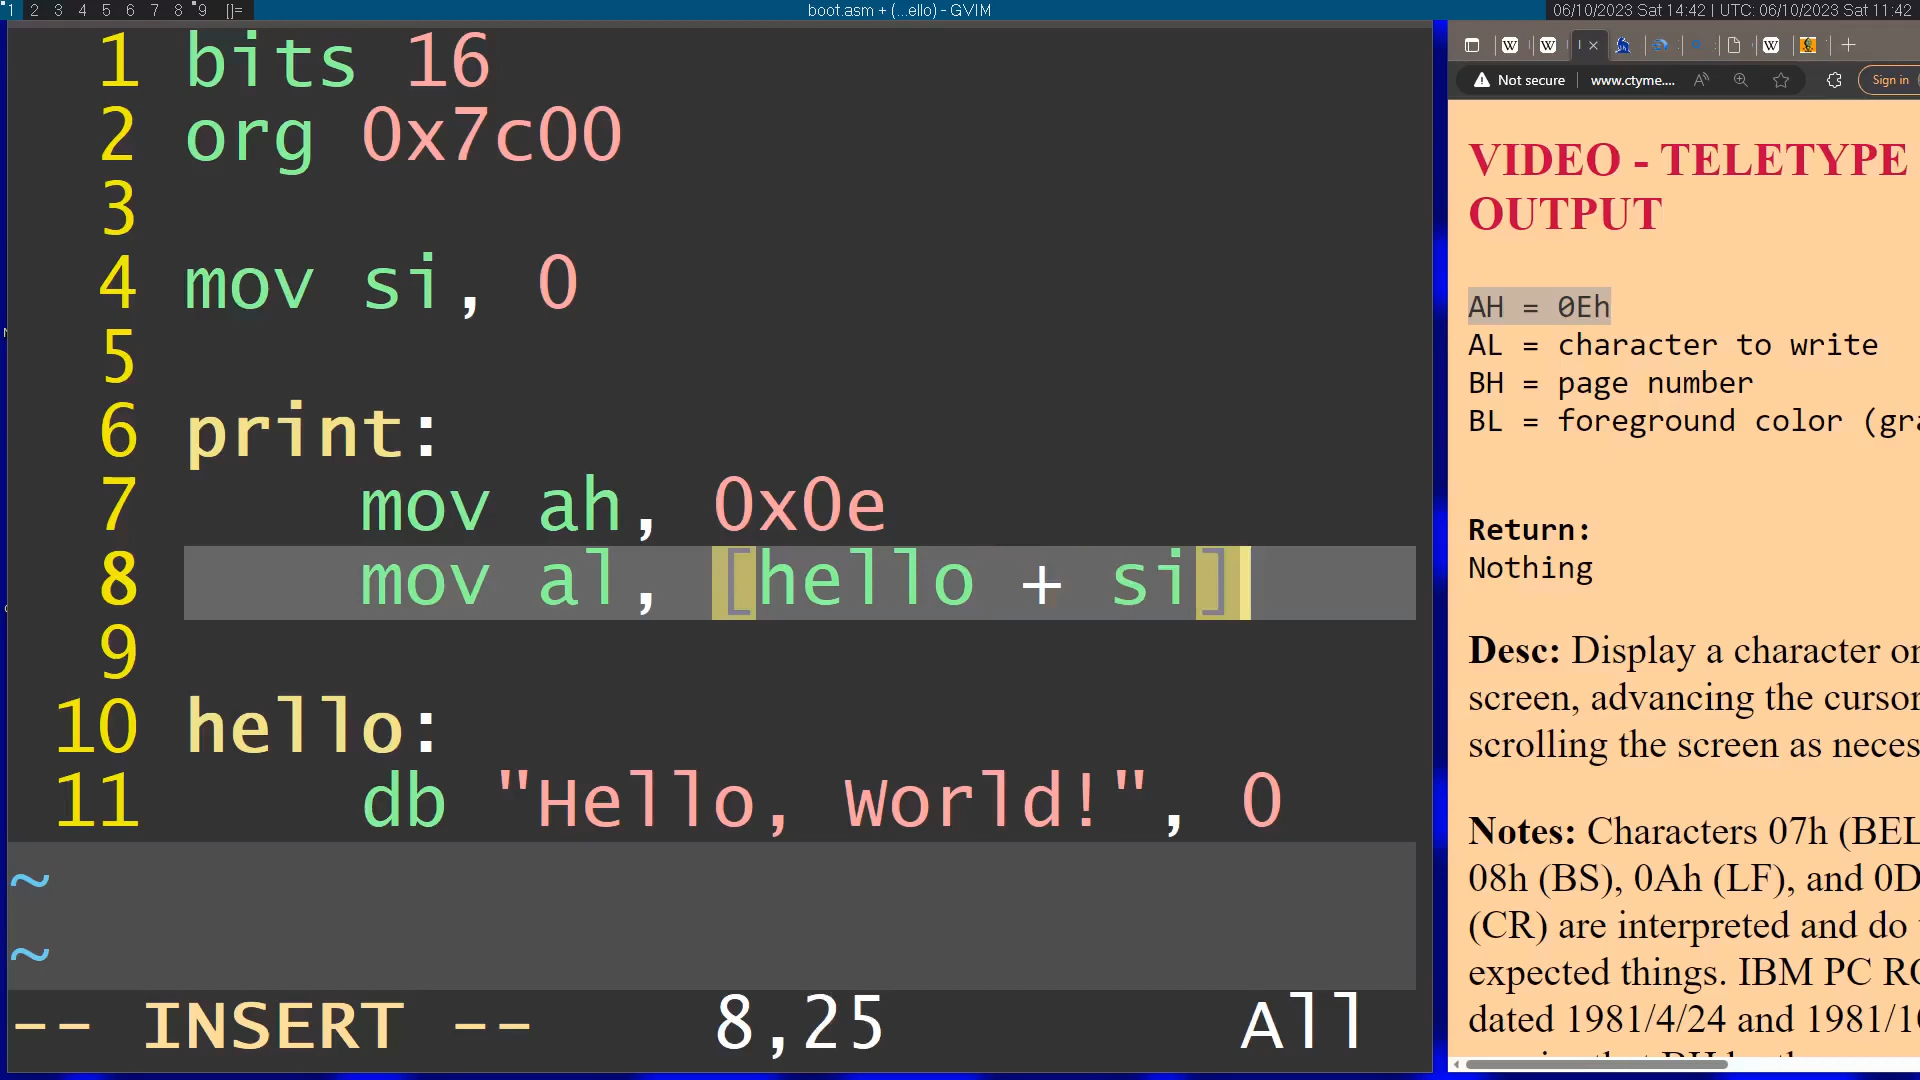 1 2 3 4 5 6 7 8 9 []= boot.asm + (...ello) - GVIM 06/10/2023 Sat 14:42 | UTC: 06/10/2023 Sat 11:42
1 bits 16
2 org 0x7c00
3
4 mov si, 0
5
6 print:
7 mov ah, 0x0e
8 mov al, [hello + si]
9
10 hello:
11 db "Hello, World!", 0
~
~
-- INSERT -- 8,25 All
Not secure www.ctyme.... Sign in
VIDEO - TELETYPE
OUTPUT
AH = 0Eh
AL = character to write
BH = page number
BL = foreground color (gra
Return:
Nothing
Desc: Display a character on
screen, advancing the cursor
scrolling the screen as neces
Notes: Characters 07h (BEL
08h (BS), 0Ah (LF), and 0D
(CR) are interpreted and do
expected things. IBM PC RO
dated 1981/4/24 and 1981/1